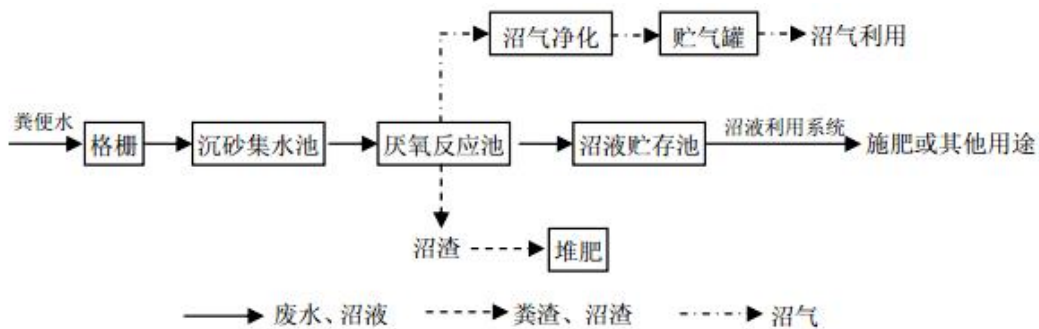 沼气净化 贮气罐 沼气利用
粪便水 沼液利用系统
格栅 沉砂集水池 厌氧反应池 沼液贮存池 施肥或其他用途
沼渣 堆肥
废水、沼液 粪渣、沼渣 沼气